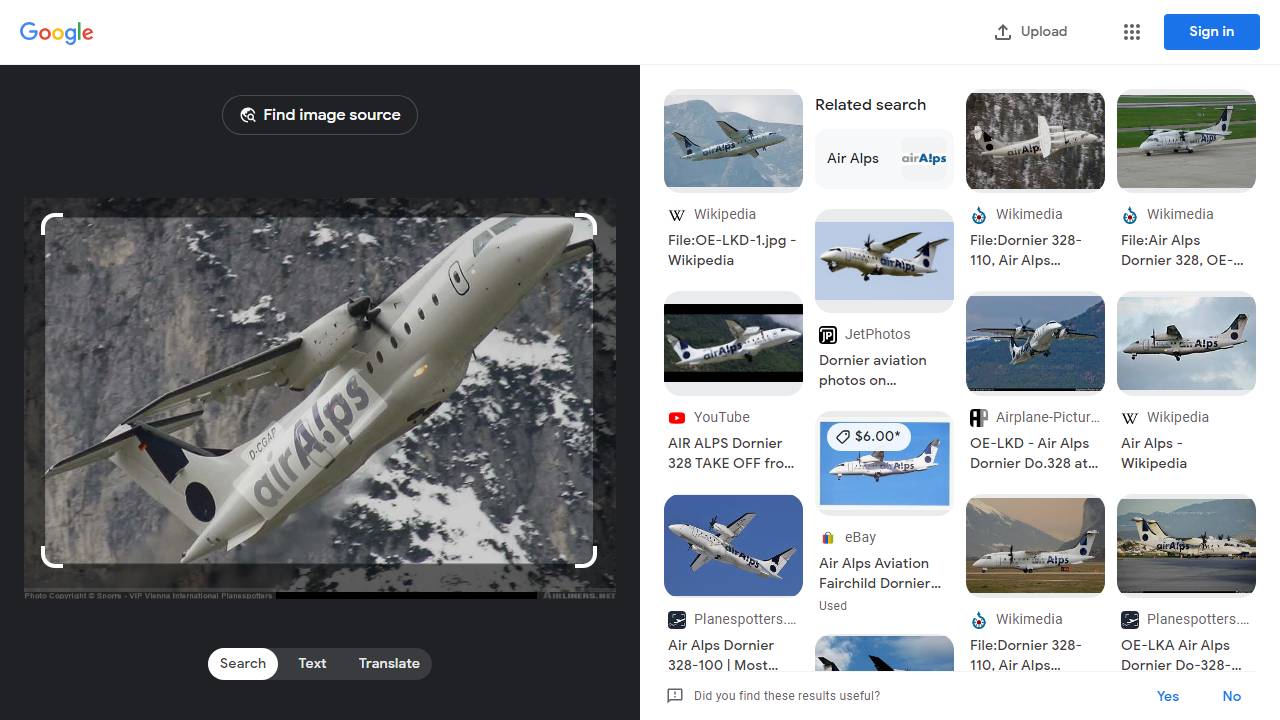 Google
Upload
Sign in
Find image source
airAlps
D-CGAP
Photo Copyright © Snorre - VIP Vienna International Planespotters
AIRLINERS.NET
Search
Text
Translate
Wikipedia
File:OE-LKD-1.jpg -
Wikipedia
YouTube
AIR ALPS Dornier
328 TAKE OFF fro...
Planespotters....
Air Alps Dornier
328-100 | Most...
Related search
Air Alps
airAlps
JetPhotos
Dornier aviation
photos on...
$6.00*
eBay
Air Alps Aviation
Fairchild Dornier...
Used
Wikimedia
File:Dornier 328-
110, Air Alps...
Airplane-Pictur...
OE-LKD - Air Alps
Dornier Do.328 at...
Wikimedia
File:Dornier 328-
110, Air Alps...
Wikimedia
File:Air Alps
Dornier 328, OE-...
Wikipedia
Air Alps -
Wikipedia
Planespotters....
OE-LKA Air Alps
Dornier Do-328-...
Did you find these results useful?
Yes
No